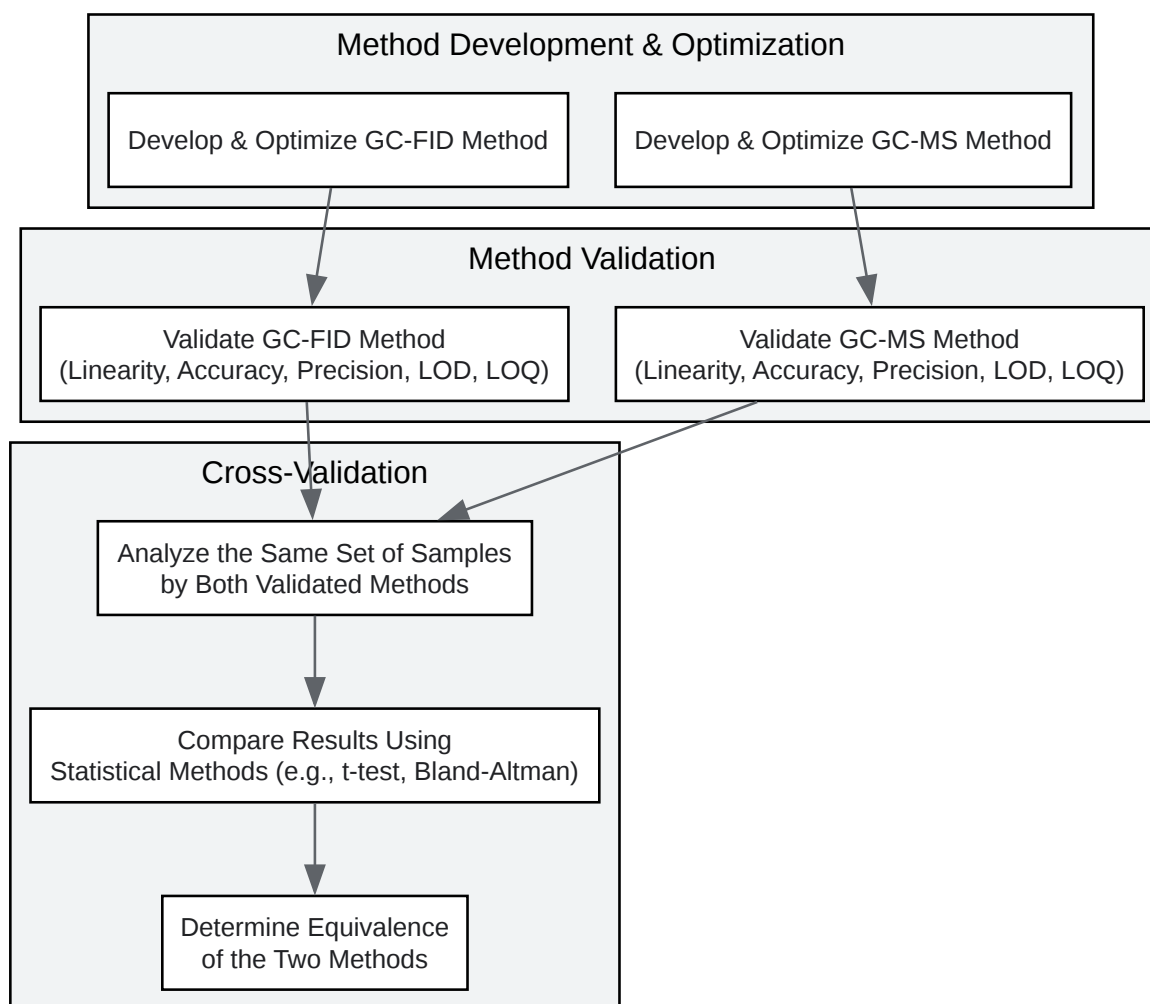 Method Development & Optimization
Develop & Optimize GC-FID Method
Develop & Optimize GC-MS Method
Method Validation
Validate GC-FID Method
(Linearity, Accuracy, Precision, LOD, LOQ)
Validate GC-MS Method
(Linearity, Accuracy, Precision, LOD, LOQ)
Cross-Validation
Analyze the Same Set of Samples
by Both Validated Methods
Compare Results Using
Statistical Methods (e.g., t-test, Bland-Altman)
Determine Equivalence
of the Two Methods